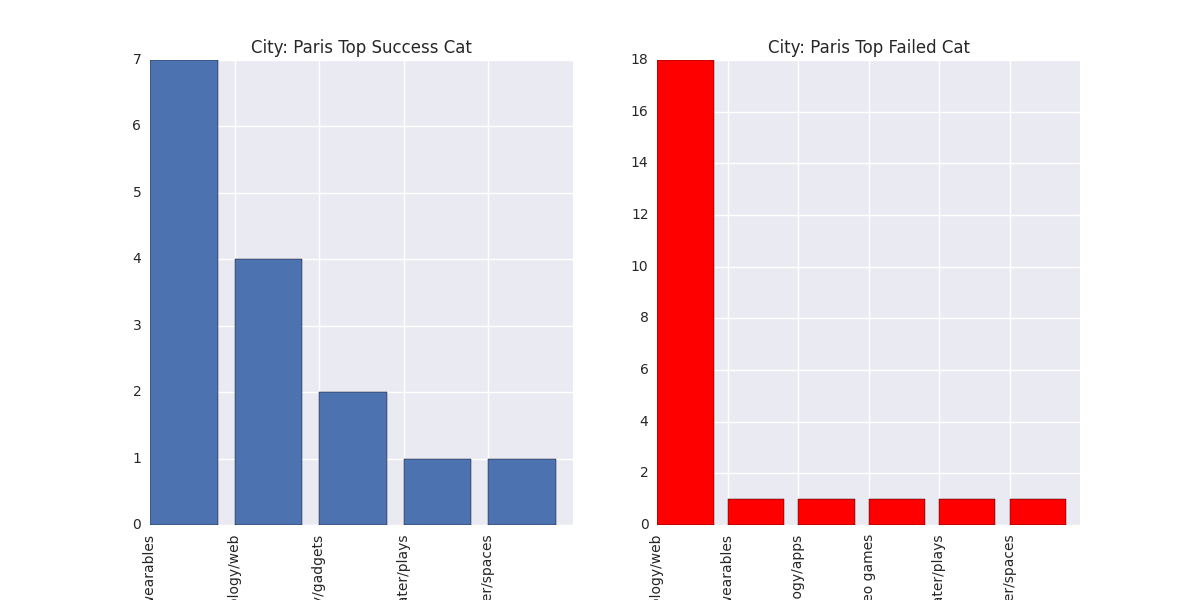 City: Paris Top Success Cat
7
6
5
4
3
2
1
0
wearables
ology/web
y/gadgets
ater/plays
er/spaces
City: Paris Top Failed Cat
18
16
14
12
10
8
6
4
2
0
ology/web
wearables
ogy/apps
eo games
ater/plays
er/spaces